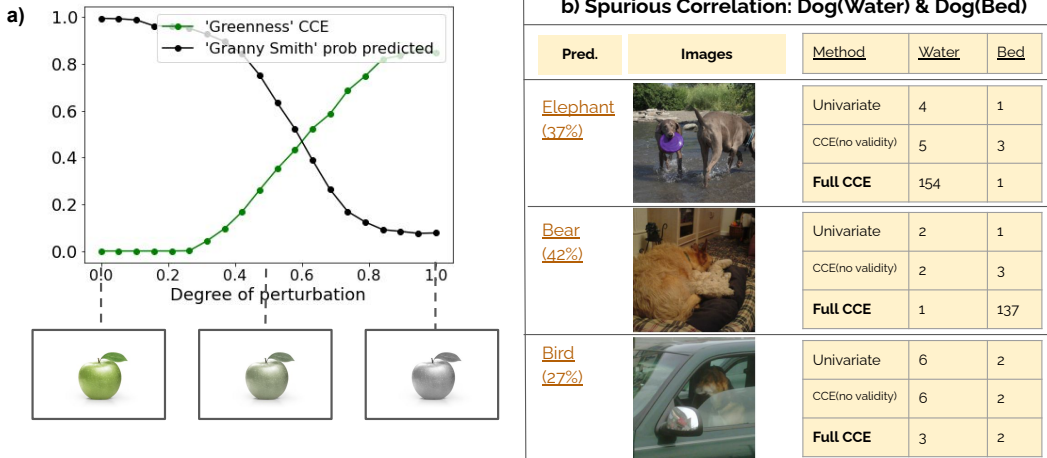 a)
1.0
0.8
0.6
0.4
0.2
0.0
'Greenness' CCE
'Granny Smith' prob predicted
0.2 0.4 0.6 0.8 1.0
Degree of perturbation
b) Spurious Correlation: Dog(Water) & Dog(Bed)
Pred. Images Method Water Bed
Elephant
(37%)
Univariate 4 1
CCE(no validity) 5 3
Full CCE 154 1
Bear
(42%)
Univariate 2 1
CCE(no validity) 2 3
Full CCE 1 137
Bird
(27%)
Univariate 6 2
CCE(no validity) 6 2
Full CCE 3 2